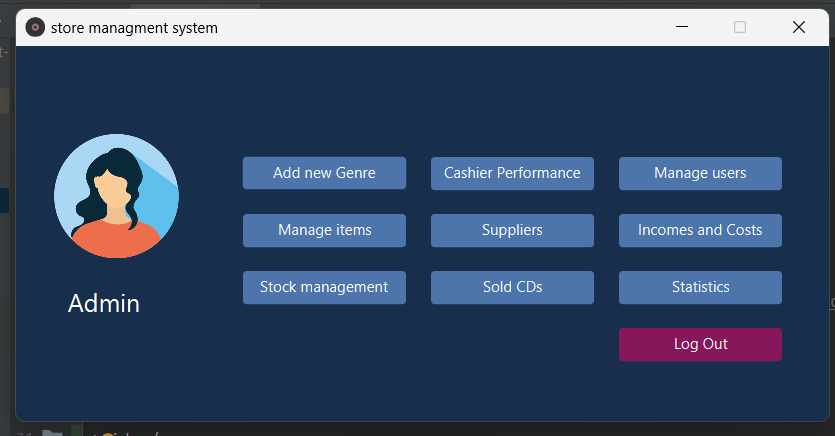 store managment system
Add new Genre
Cashier Performance
Manage users
Manage items
Suppliers
Incomes and Costs
Stock management
Sold CDs
Statistics
Admin
Log Out